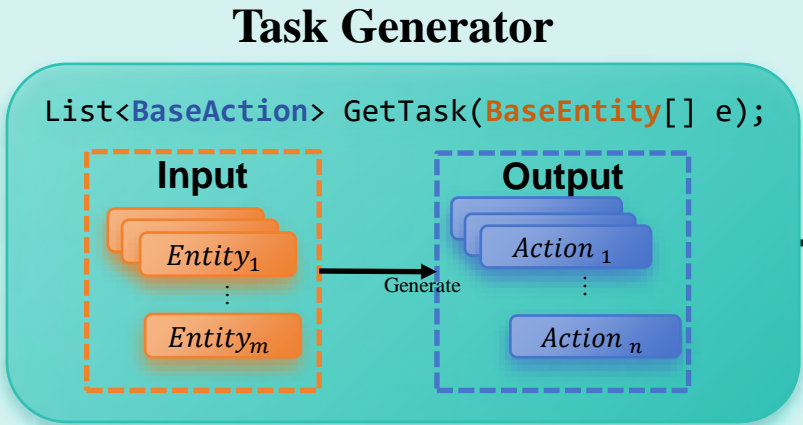 Task Generator
List<BaseAction> GetTask(BaseEntity[] e);
Input
Output
Entity₁
⋮
Entityₘ
Generate
Action ₁
⋮
Action ₙ